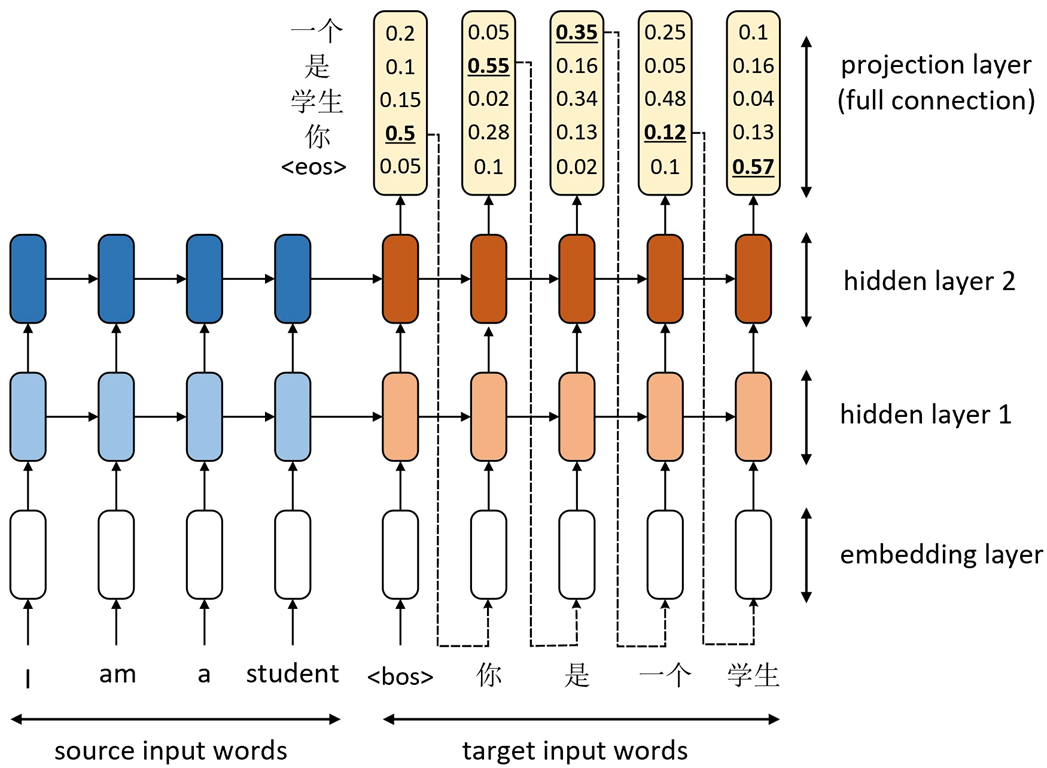 一个 0.2 0.05 0.35 0.25 0.1
是 0.1 0.55 0.16 0.05 0.16
学生 0.15 0.02 0.34 0.48 0.04
你 0.5 0.28 0.13 0.12 0.13
<eos> 0.05 0.1 0.02 0.1 0.57
projection layer
(full connection)
hidden layer 2
hidden layer 1
embedding layer
I am a student <bos> 你 是 一个 学生
source input words target input words